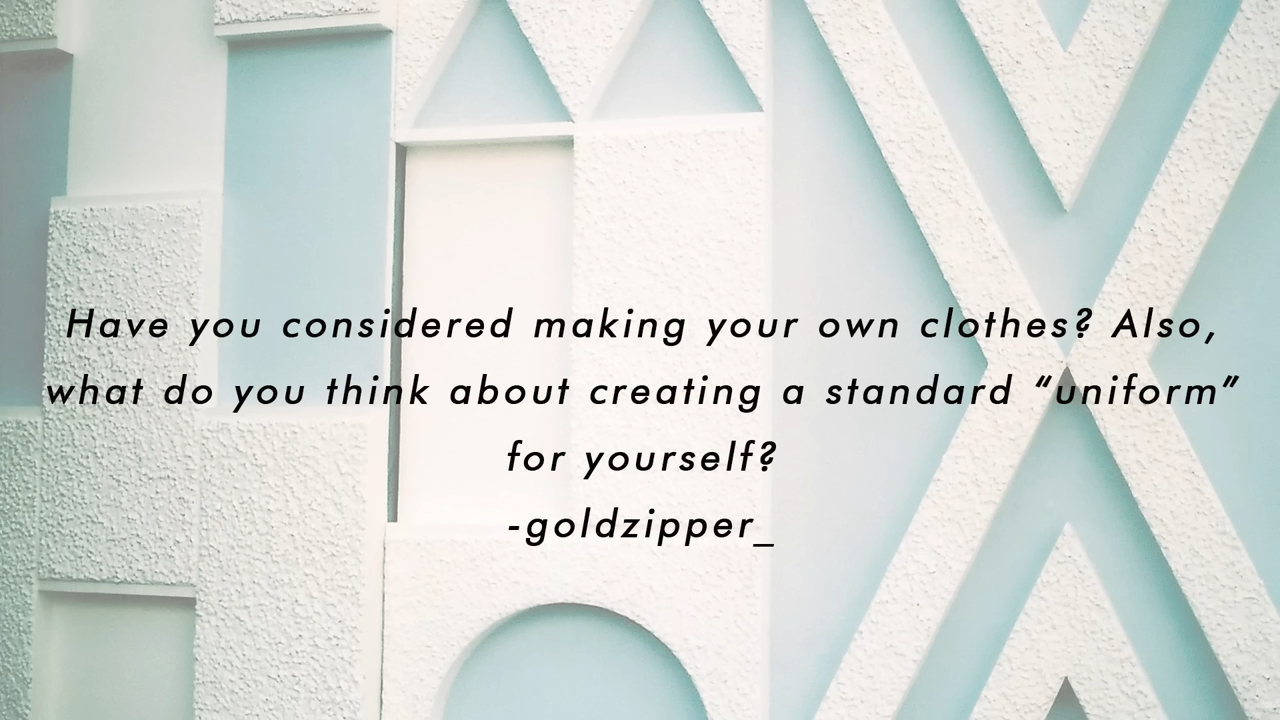 Have you considered making your own clothes? Also,
what do you think about creating a standard “uniform”
for yourself?
-goldzipper_